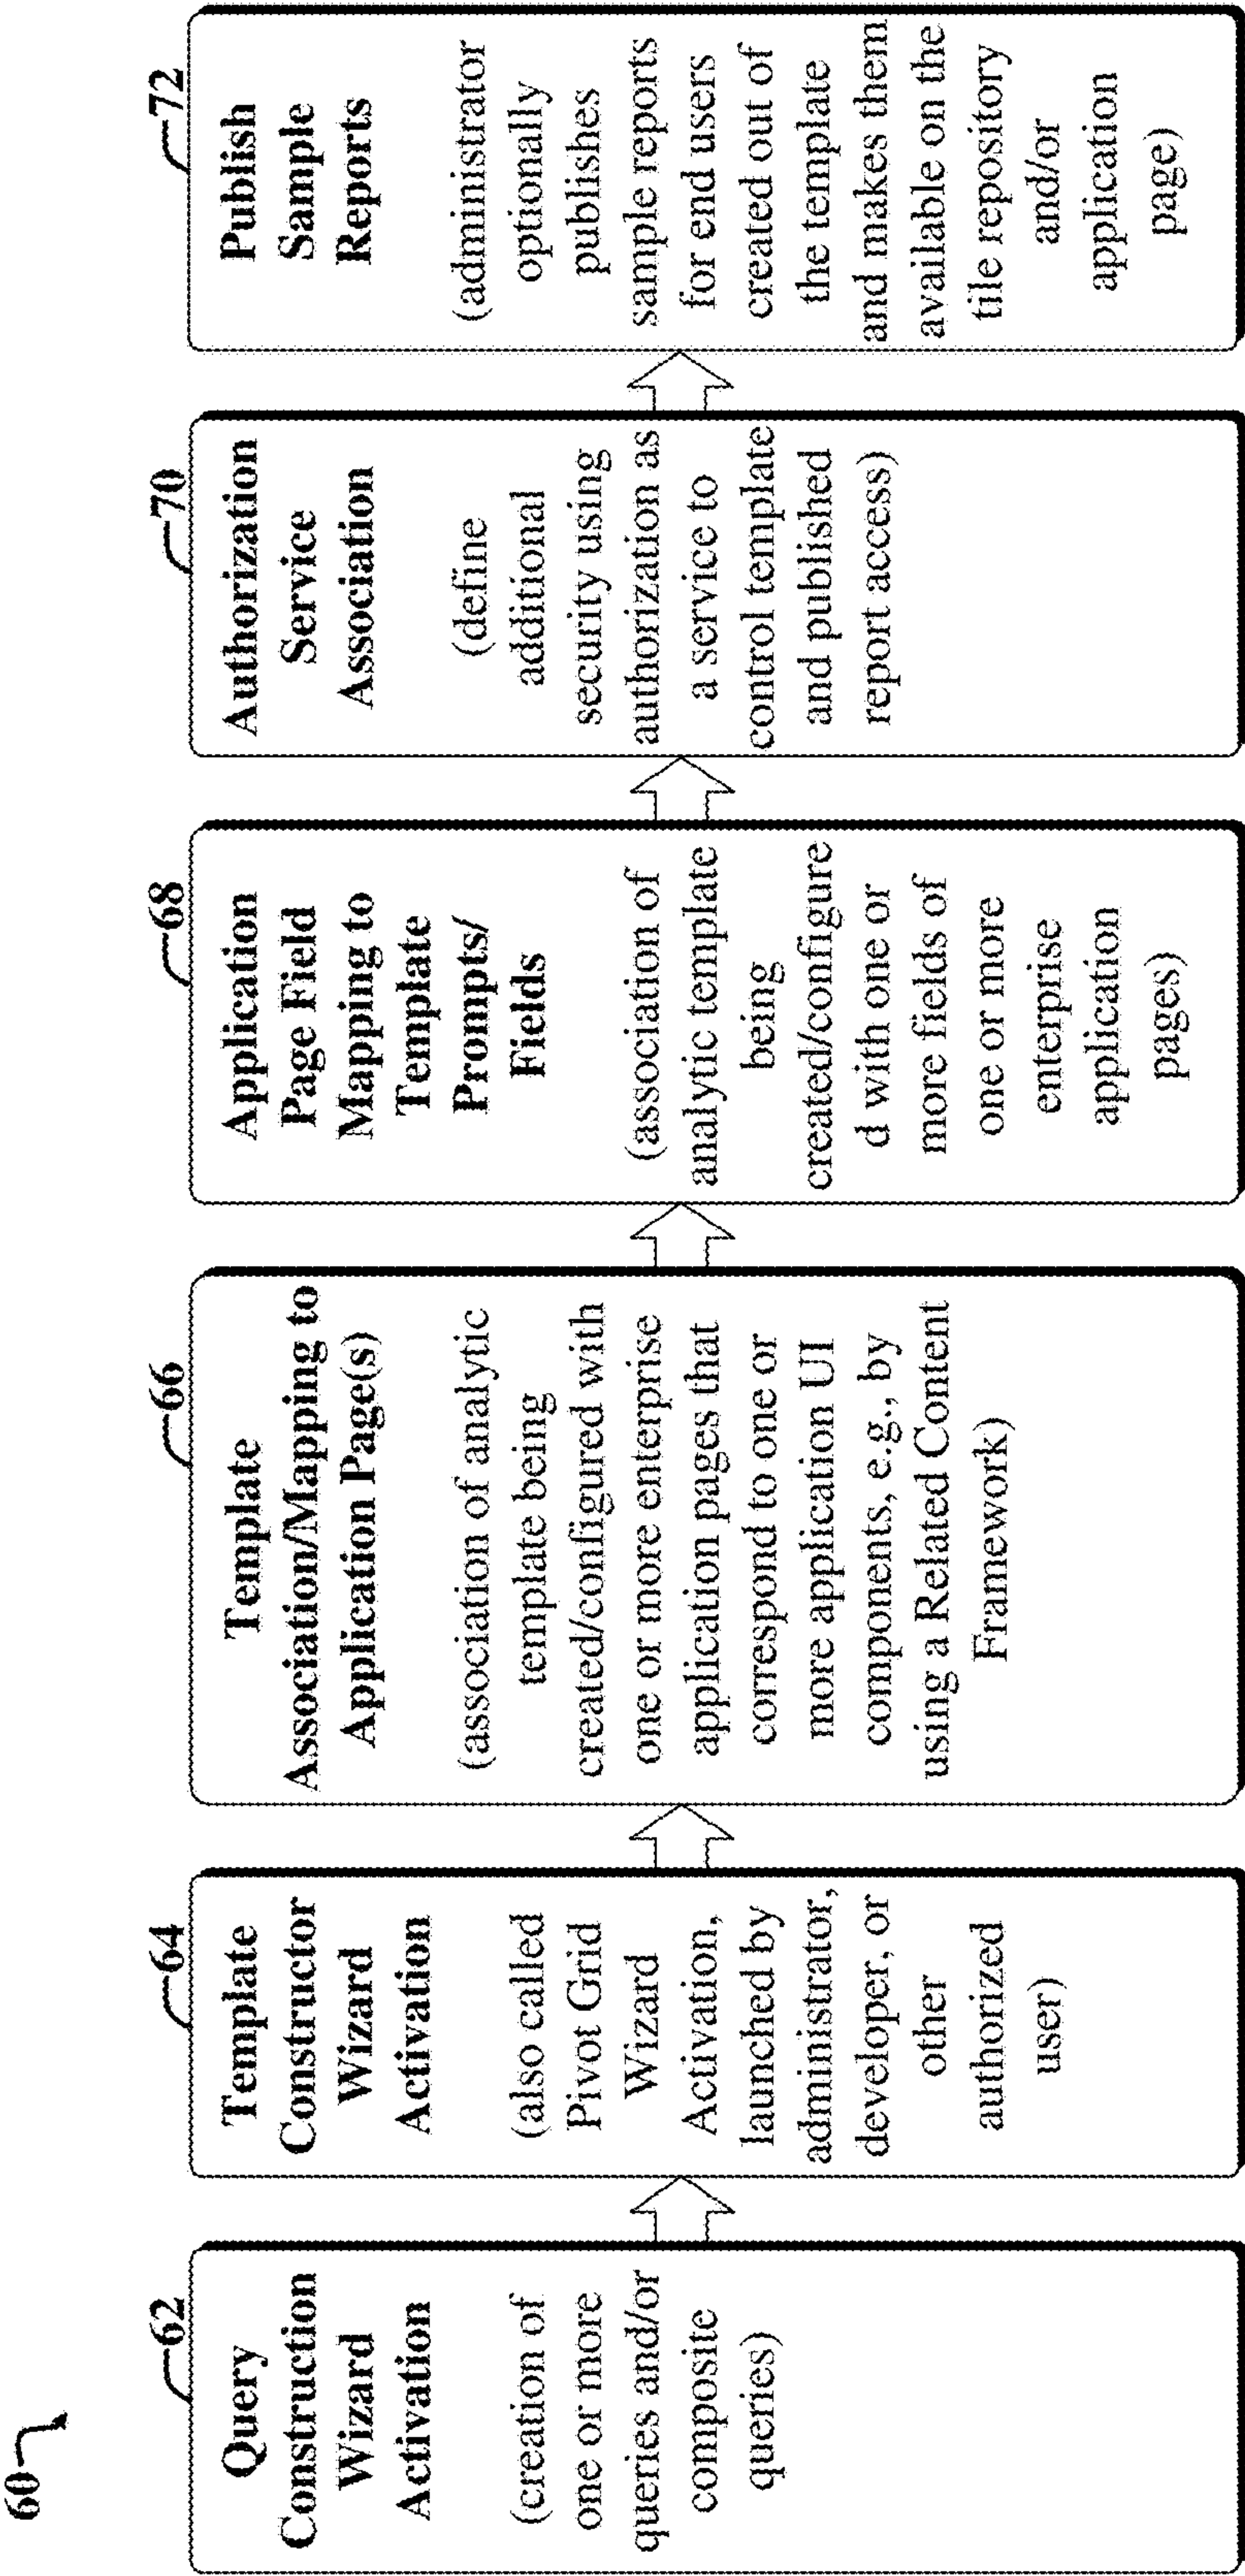 60
62
Query
Construction
Wizard
Activation
(creation of
one or more
queries and/or
composite
queries)
64
Template
Constructor
Wizard
Activation
(also called
Pivot Grid
Wizard
Activation,
launched by
administrator,
developer, or
other
authorized
user)
66
Template
Association/Mapping to
Application Page(s)
(association of analytic
template being
created/configured with
one or more enterprise
application pages that
correspond to one or
more application UI
components, e.g., by
using a Related Content
Framework)
68
Application
Page Field
Mapping to
Template
Prompts/
Fields
(association of
analytic template
being
created/configure
d with one or
more fields of
one or more
enterprise
application
pages)
70
Authorization
Service
Association
(define
additional
security using
authorization as
a service to
control template
and published
report access)
72
Publish
Sample
Reports
(administrator
optionally
publishes
sample reports
for end users
created out of
the template
and makes them
available on the
tile repository
and/or
application
page)